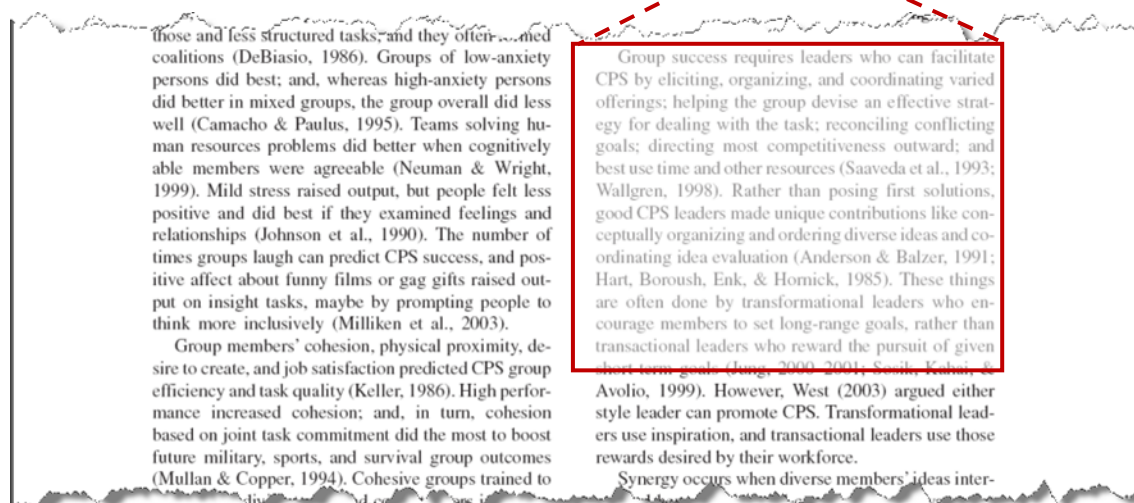 those and less structured tasks, and they often
coalitions (DeBiasio, 1986). Groups of low-anxiety
persons did best; and, whereas high-anxiety persons
did better in mixed groups, the group overall did less
well (Camacho & Paulus, 1995). Teams solving hu-
man resources problems did better when cognitively
able members were agreeable (Neuman & Wright,
1999). Mild stress raised output, but people felt less
positive and did best if they examined feelings and
relationships (Johnson et al., 1990). The number of
times groups laugh can predict CPS success, and pos-
itive affect about funny films or gag gifts raised out-
put on insight tasks, maybe by prompting people to
think more inclusively (Milliken et al., 2003).
Group members' cohesion, physical proximity, de-
sire to create, and job satisfaction predicted CPS group
efficiency and task quality (Keller, 1986). High perfor-
mance increased cohesion; and, in turn, cohesion
based on joint task commitment did the most to boost
future military, sports, and survival group outcomes
(Mullan & Copper, 1994). Cohesive groups trained to
Group success requires leaders who can facilitate
CPS by eliciting, organizing, and coordinating varied
offerings; helping the group devise an effective strat-
egy for dealing with the task; reconciling conflicting
goals; directing most competitiveness outward; and
best use time and other resources (Saaveda et al., 1993;
Wallgren, 1998). Rather than posing first solutions,
good CPS leaders made unique contributions like con-
ceptually organizing and ordering diverse ideas and co-
ordinating idea evaluation (Anderson & Balzer, 1991;
Hart, Boroush, Enk, & Hornick, 1985). These things
are often done by transformational leaders who en-
courage members to set long-range goals, rather than
transactional leaders who reward the pursuit of given
short-term goals (Jung, 2000–2001; Sosik, Kahai, &
Avolio, 1999). However, West (2003) argued either
style leader can promote CPS. Transformational lead-
ers use inspiration, and transactional leaders use those
rewards desired by their workforce.
Synergy occurs when diverse members' ideas inter-